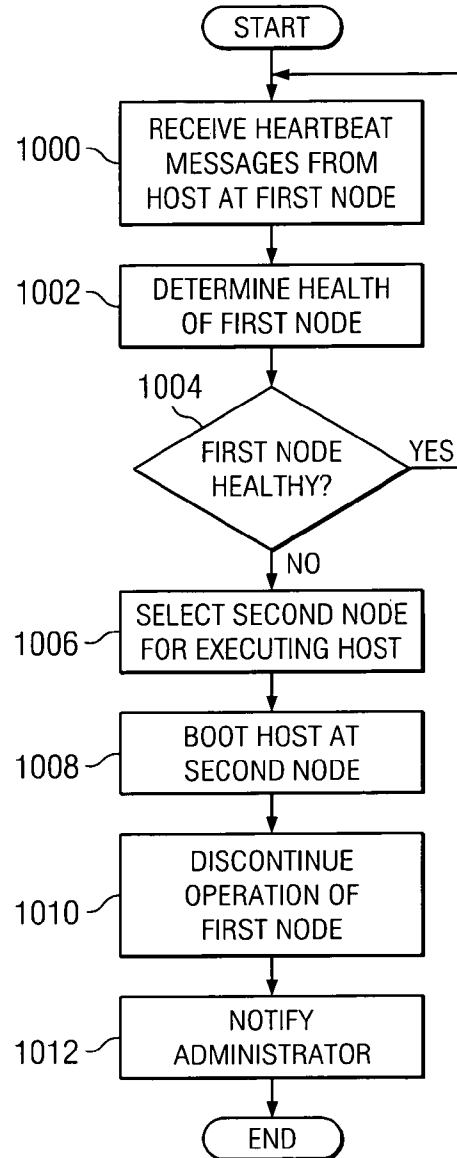 START
1000
RECEIVE HEARTBEAT
MESSAGES FROM
HOST AT FIRST NODE
1002
DETERMINE HEALTH
OF FIRST NODE
1004
FIRST NODE
HEALTHY?
YES
NO
1006
SELECT SECOND NODE
FOR EXECUTING HOST
1008
BOOT HOST AT
SECOND NODE
1010
DISCONTINUE
OPERATION OF
FIRST NODE
1012
NOTIFY
ADMINISTRATOR
END